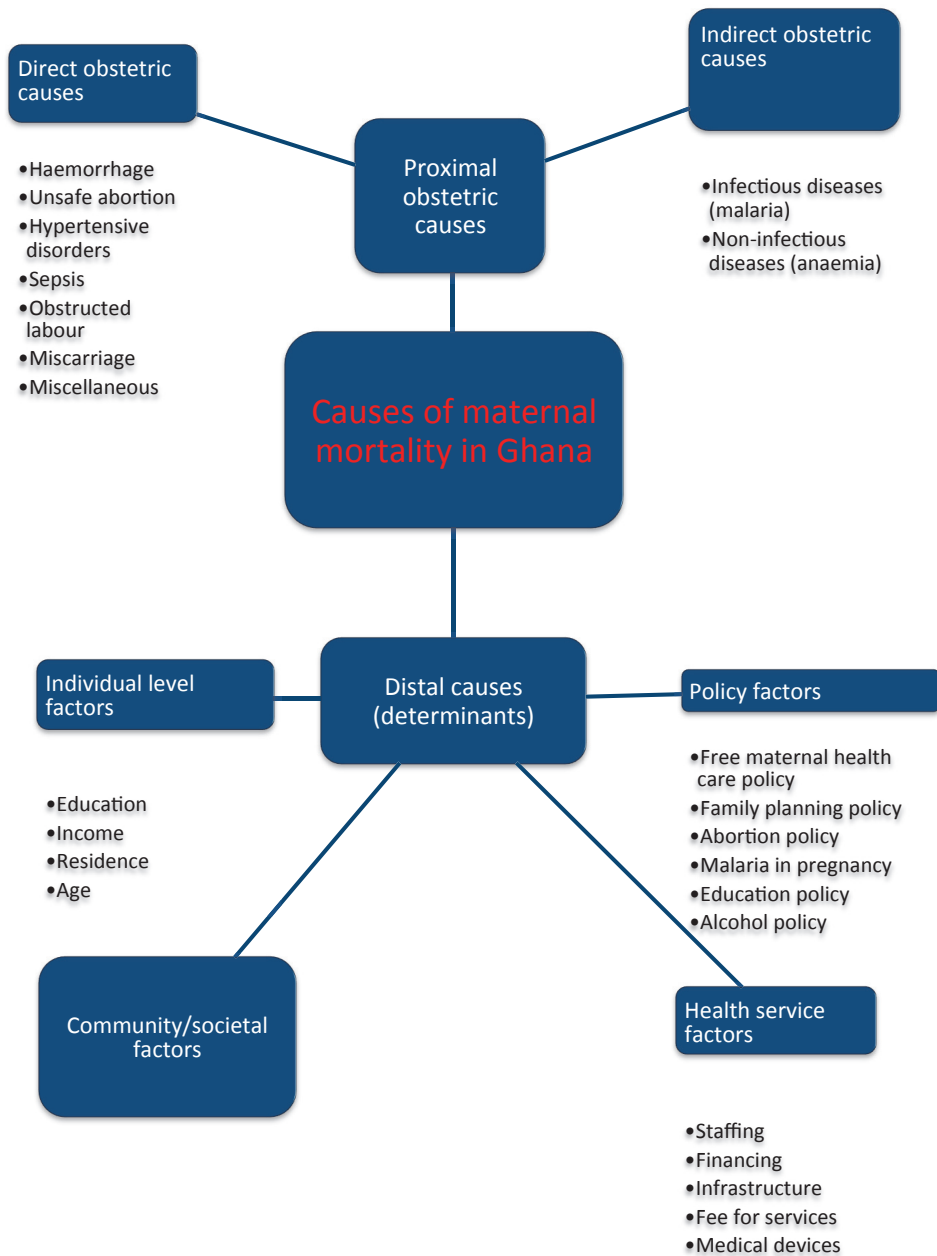 Direct obstetric
causes
•Haemorrhage
•Unsafe abortion
•Hypertensive
disorders
•Sepsis
•Obstructed
labour
•Miscarriage
•Miscellaneous
Proximal
obstetric
causes
Indirect obstetric
causes
•Infectious diseases
(malaria)
•Non-infectious
diseases (anaemia)
Causes of maternal
mortality in Ghana
Distal causes
(determinants)
Individual level
factors
•Education
•Income
•Residence
•Age
Policy factors
•Free maternal health
care policy
•Family planning policy
•Abortion policy
•Malaria in pregnancy
•Education policy
•Alcohol policy
Community/societal
factors
Health service
factors
•Staffing
•Financing
•Infrastructure
•Fee for services
•Medical devices